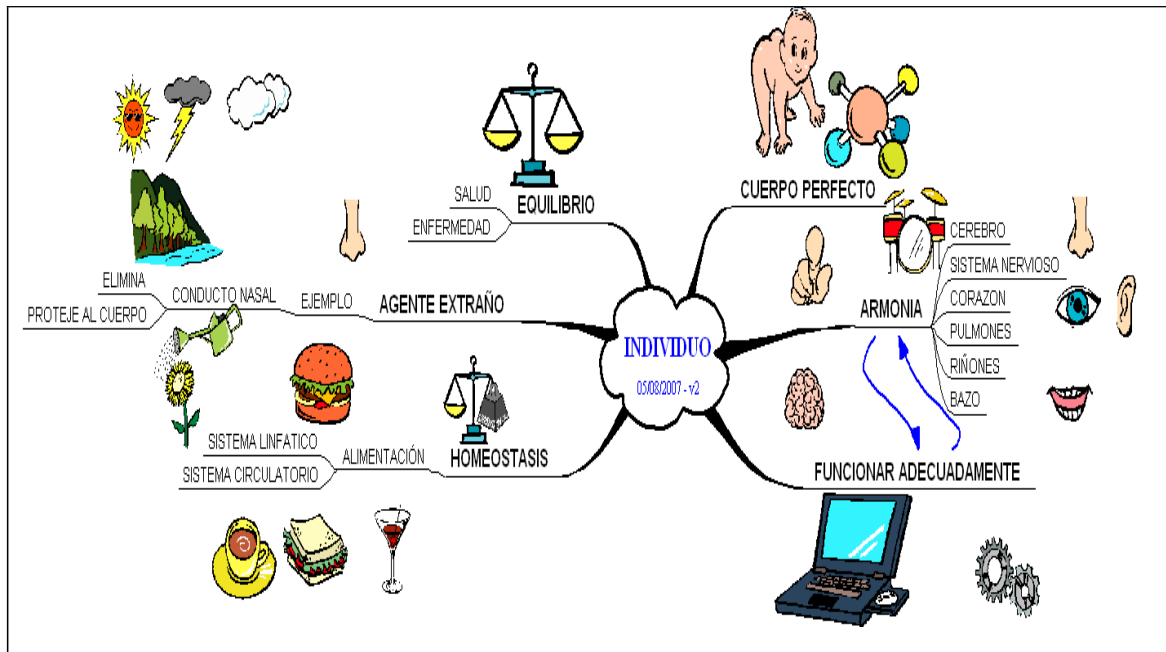 INDIVIDUO
05/08/2007 - v2
CUERPO PERFECTO
ARMONIA
CEREBRO
SISTEMA NERVIOSO
CORAZON
PULMONES
RIÑONES
BAZO
FUNCIONAR ADECUADAMENTE
HOMEOSTASIS
ALIMENTACIÓN
SISTEMA LINFATICO
SISTEMA CIRCULATORIO
AGENTE EXTRAÑO
EJEMPLO
CONDUCTO NASAL
ELIMINA
PROTEJE AL CUERPO
EQUILIBRIO
SALUD
ENFERMEDAD